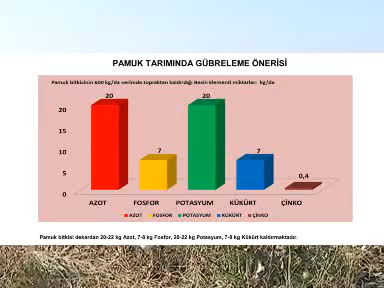 PAMUK TARIMINDA GÜBRELEME ÖNERİSİ
Pamuk bitkisinin 600 kg/da verimde topraktan kaldırdığı Besin Elementi miktarları kg/da
20 7 20 7 0,4
20
15
10
5
0
AZOT FOSFOR POTASYUM KÜKÜRT ÇİNKO
AZOT FOSFOR POTASYUM KÜKÜRT ÇİNKO
Pamuk bitkisi dekardan 20-22 kg Azot, 7-8 kg Fosfor, 20-22 kg Potasyum, 7-8 kg Kükürt kaldırmaktadır.